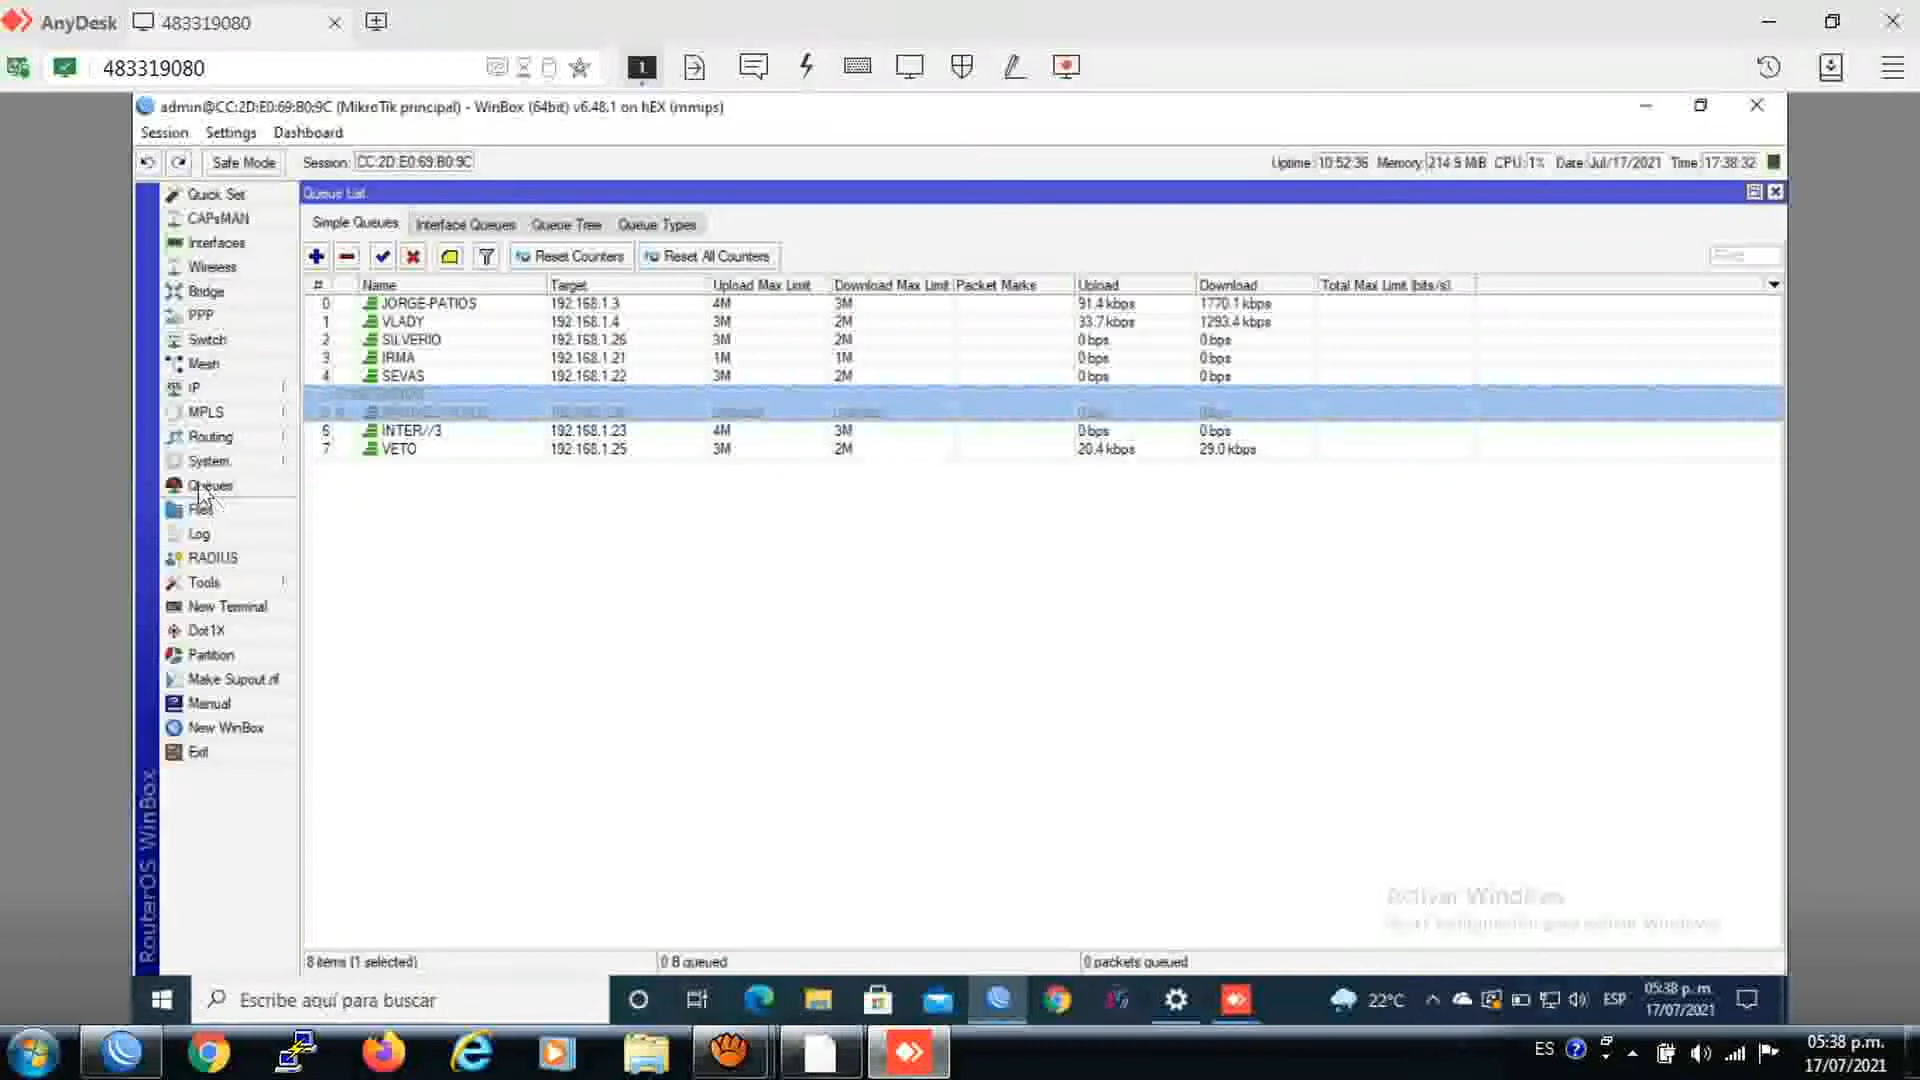 AnyDesk 483319080
483319080
admin@CC:2D:E0:69:B0:9C (MikroTik principal) - WinBox (64bit) v6.48.1 on hEX (mmips)
Session Settings Dashboard
Safe Mode Session: CC:2D:E0:69:B0:9C Uptime: 10:52:36 Memory: 214.9 MiB CPU: 1% Date: Jul/17/2021 Time: 17:38:32
Quick Set
CAPsMAN
Interfaces
Wireless
Bridge
PPP
Switch
Mesh
IP
MPLS
Routing
System
Queues
Files
Log
RADIUS
Tools
New Terminal
Dot1X
Partition
Make Supout.rif
Manual
New WinBox
Exit
RouterOS WinBox
Queue List
Simple Queues Interface Queues Queue Tree Queue Types
Reset Counters Reset All Counters
# Name Target Upload Max Limit Download Max Limit Packet Marks Upload Download Total Max Limit (bits/s)
0 JORGE-PATIOS 192.168.1.3 4M 3M 91.4 kbps 1770.1 kbps
1 VLADY 192.168.1.4 3M 2M 33.7 kbps 1293.4 kbps
2 SILVERIO 192.168.1.26 3M 2M 0 bps 0 bps
3 IRMA 192.168.1.21 1M 1M 0 bps 0 bps
4 SEVAS 192.168.1.22 3M 2M 0 bps 0 bps
6 INTER//3 192.168.1.23 4M 3M 0 bps 0 bps
7 VETO 192.168.1.25 3M 2M 20.4 kbps 29.0 kbps
Activar Windows
8 items (1 selected) 0 B queued 0 packets queued
Escribe aquí para buscar 22°C ESP 05:38 p. m.
17/07/2021
ES 05:38 p.m.
17/07/2021